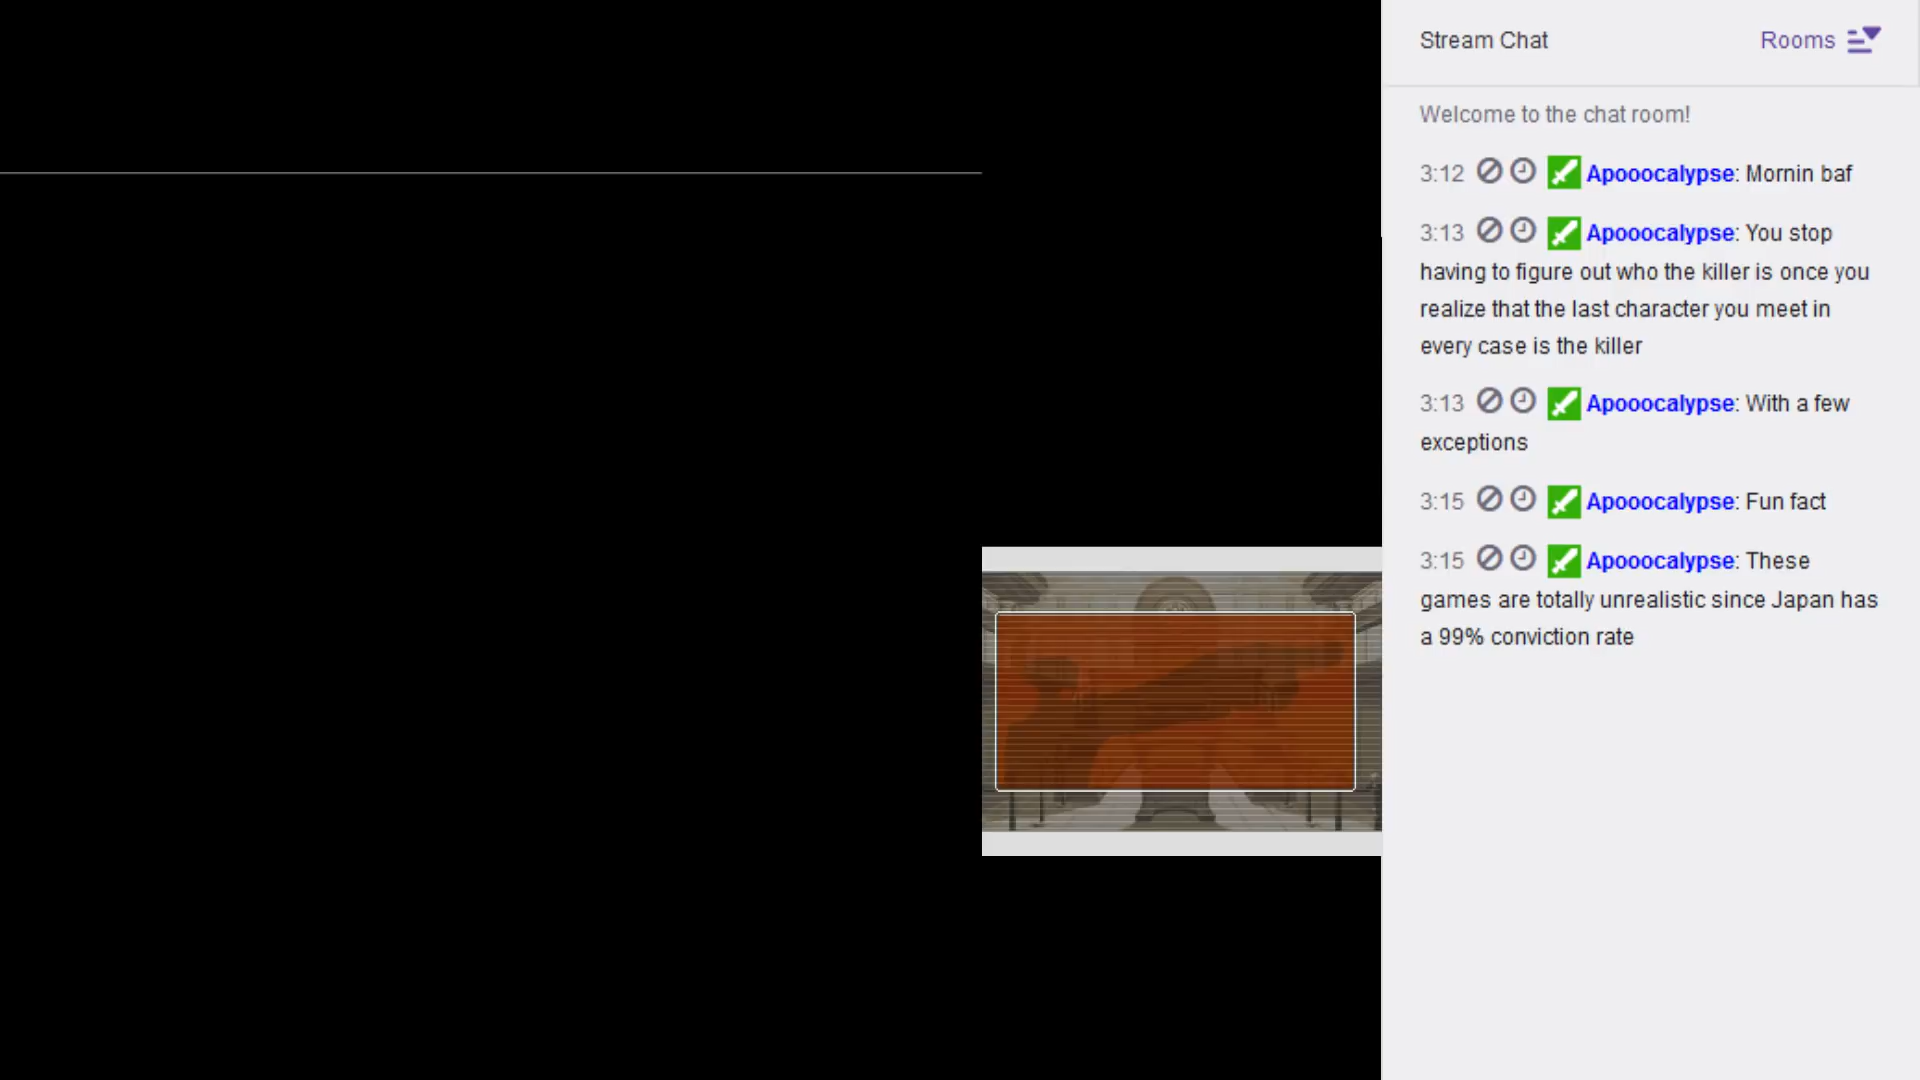 Stream Chat
Rooms
Welcome to the chat room!
3:12 Apooocalypse: Mornin baf
3:13 Apooocalypse: You stop
having to figure out who the killer is once you
realize that the last character you meet in
every case is the killer
3:13 Apooocalypse: With a few
exceptions
3:15 Apooocalypse: Fun fact
3:15 Apooocalypse: These
games are totally unrealistic since Japan has
a 99% conviction rate